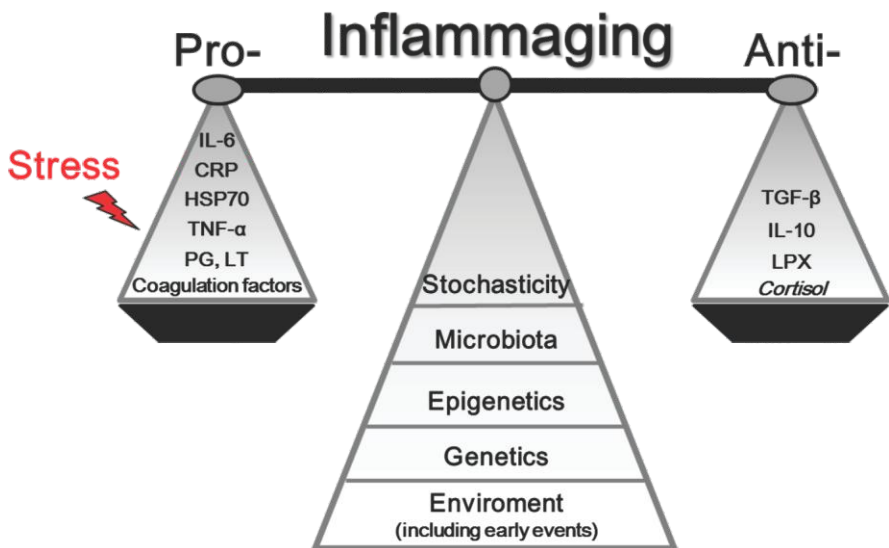 Inflammaging
Pro-
Anti-
Stress
IL-6
CRP
HSP70
TNF-α
PG, LT
Coagulation factors
Stochasticity
Microbiota
Epigenetics
Genetics
Enviroment
(including early events)
TGF-β
IL-10
LPX
Cortisol